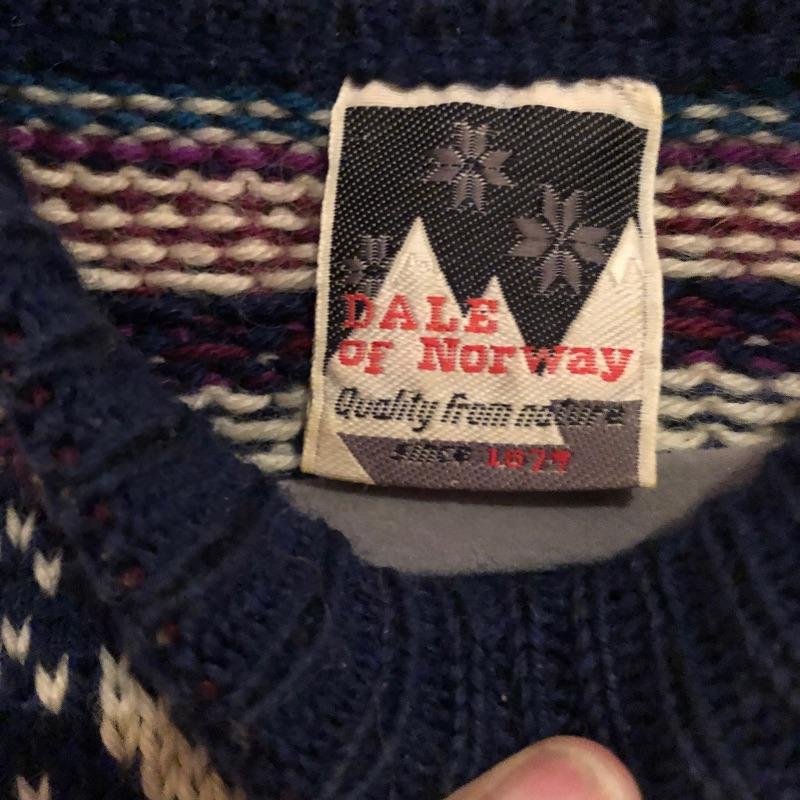 DALE
of Norway
Quality from nature
since 1879